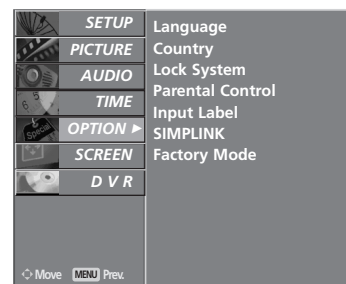 SETUP
PICTURE
AUDIO
TIME
OPTION ►
SCREEN
D V R
Language
Country
Lock System
Parental Control
Input Label
SIMPLINK
Factory Mode
Move MENU Prev.